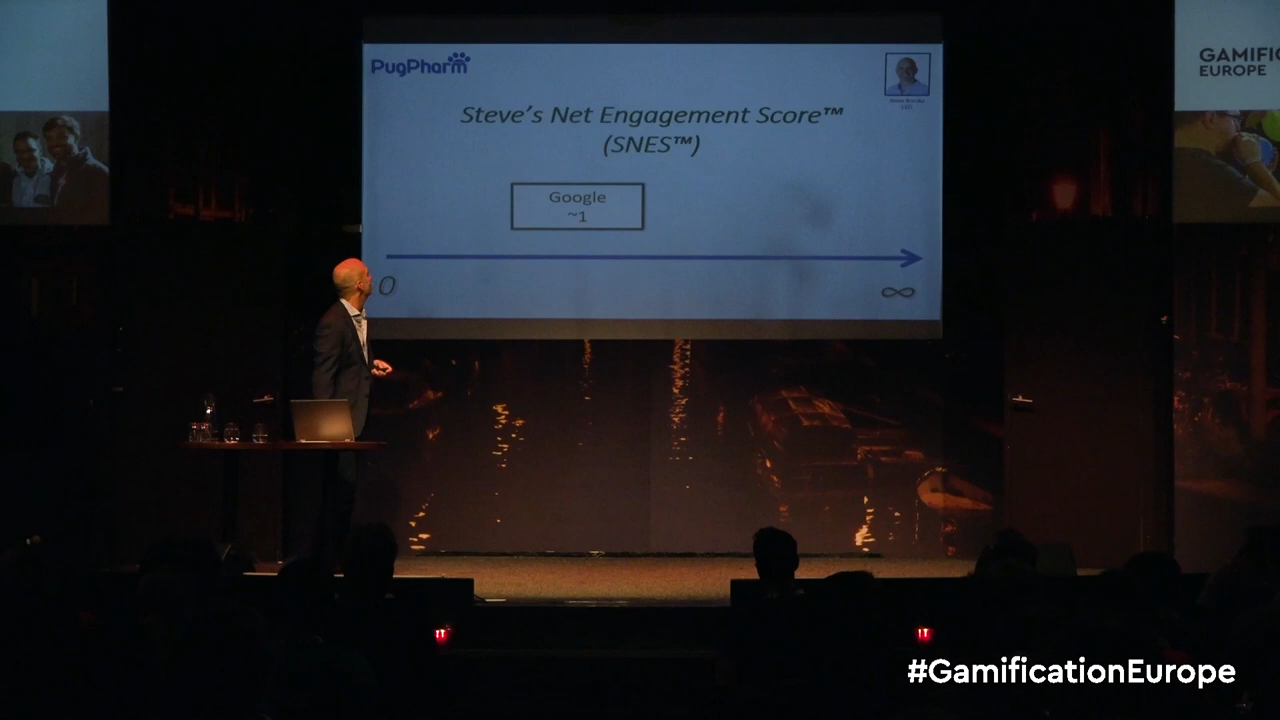 PugPharm
Steve's Net Engagement Score™
(SNES™)
Google
~1
0
∞
GAMIFIC
EUROPE
#GamificationEurope